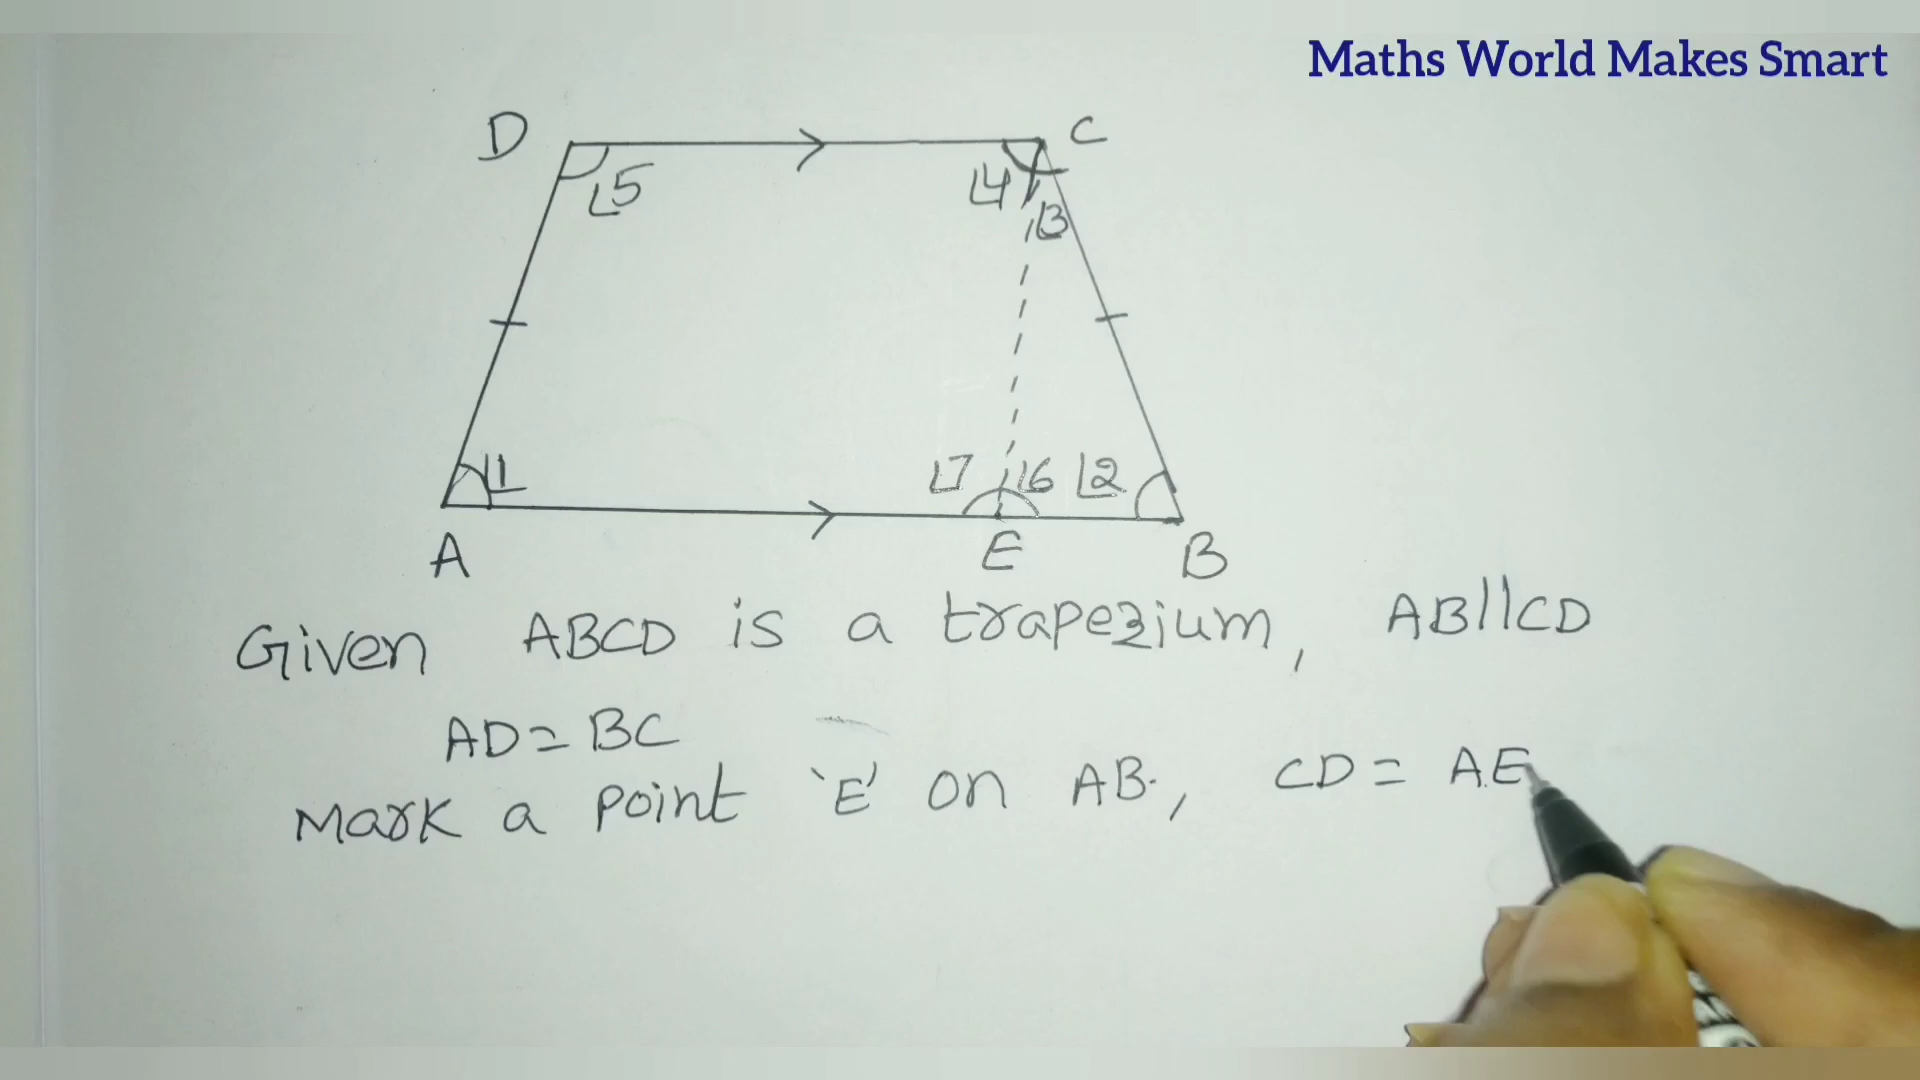 Maths World Makes Smart
D C
∠5 ∠4
∠3
∠1 ∠7 ∠6 ∠2
A E B
Given ABCD is a trapezium, AB||CD
AD = BC
Mark a point 'E' on AB., CD = AE